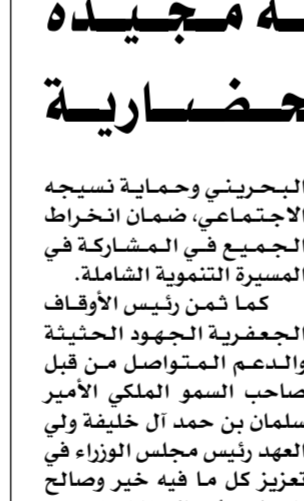 ـة مجيدة
حضارية
البحريني وحماية نسيجه
الاجتماعي، ضمان انخراط
الجميع في المشاركة في
المسيرة التنموية الشاملة.
كما ثمن رئيس الأوقاف
الجعفرية الجهود الحثيثة
والدعم المتواصل من قبل
صاحب السمو الملكي الأمير
سلمان بن حمد آل خليفة ولي
العهد رئيس مجلس الوزراء في
تعزيز كل ما فيه خير وصالح